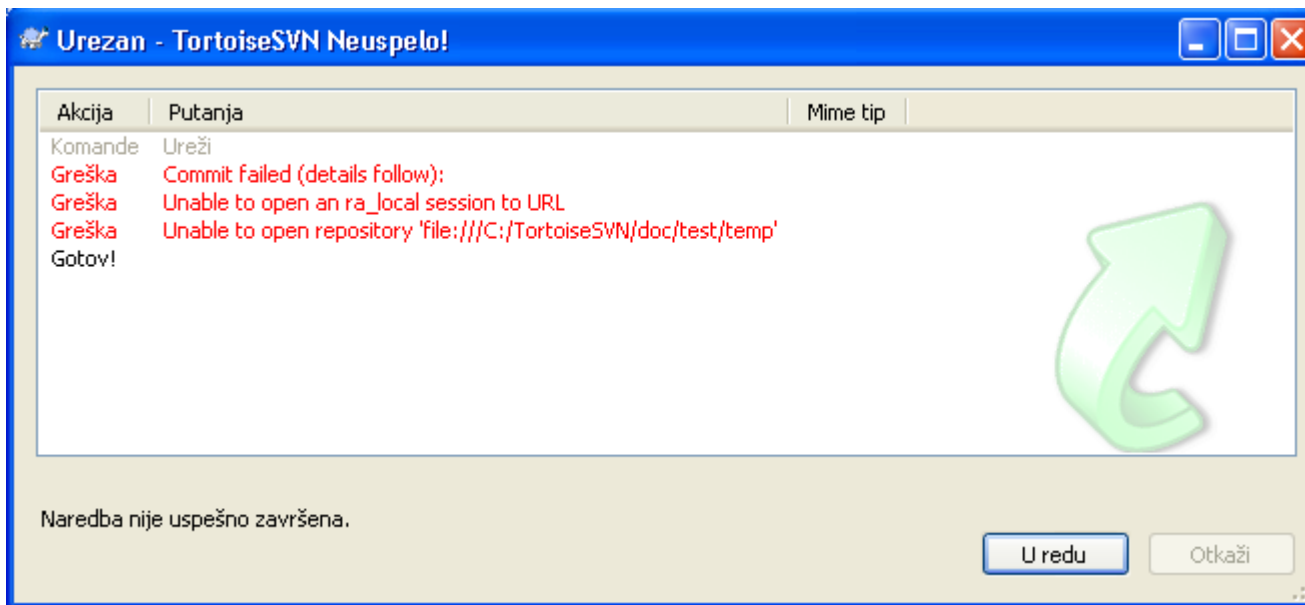 Urezan - TortoiseSVN Neuspelo!
Akcija Putanja Mime tip
Komande Ureži
Greška Commit failed (details follow):
Greška Unable to open an ra_local session to URL
Greška Unable to open repository 'file:///C:/TortoiseSVN/doc/test/temp'
Gotov!
Naredba nije uspešno završena.
U redu Otkaži